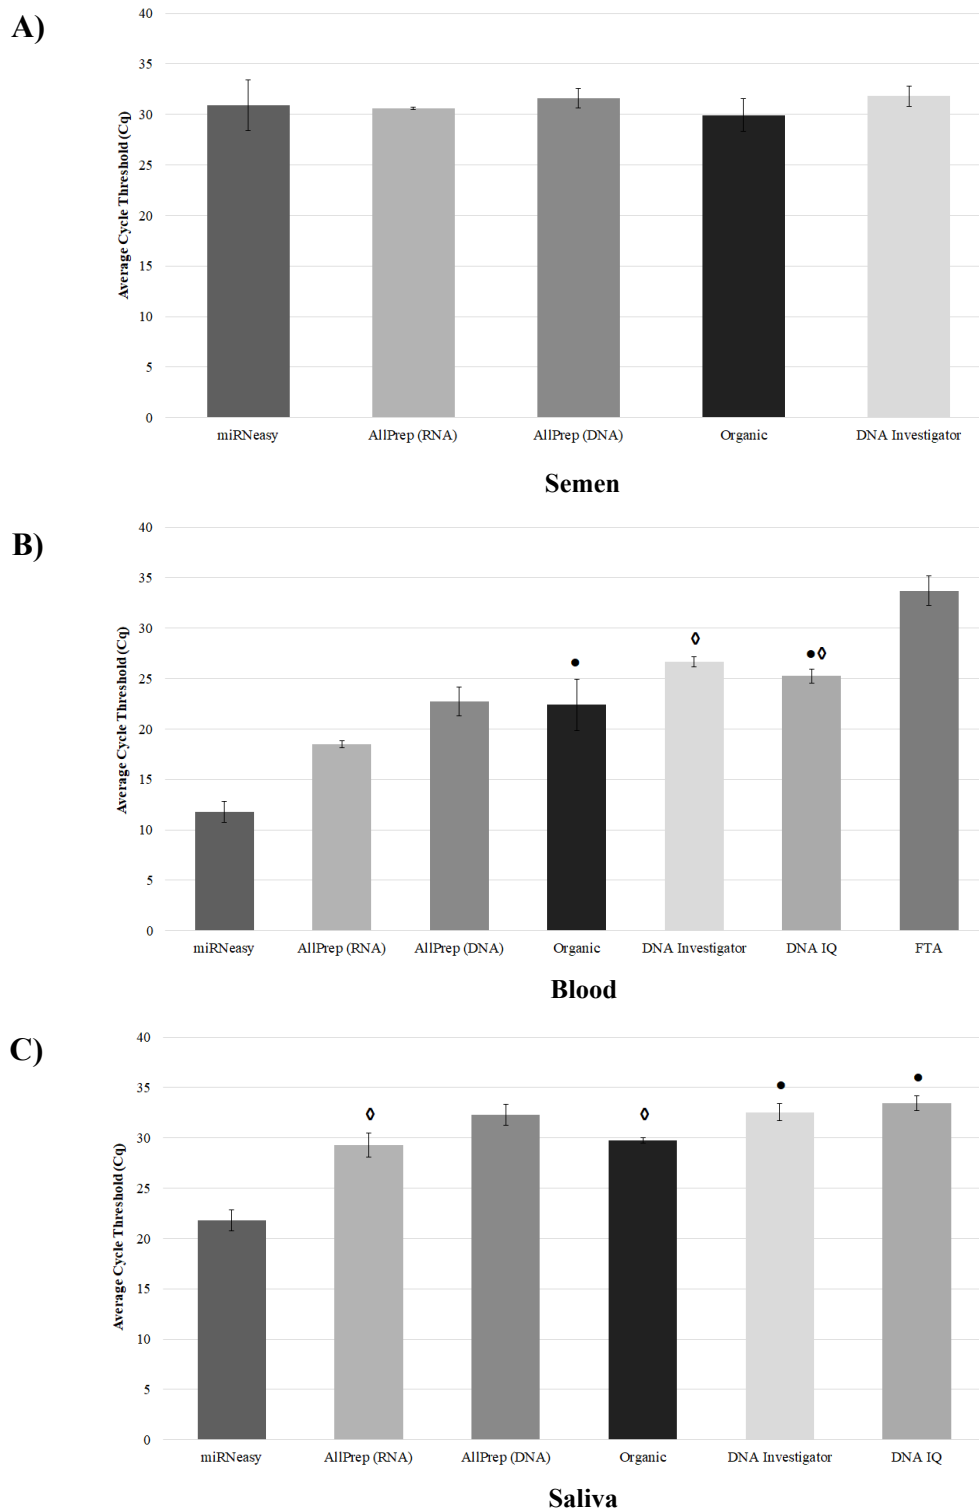 A)
Average Cycle Threshold (Cq)
40
35
30
25
20
15
10
5
0
miRNeasy AllPrep (RNA) AllPrep (DNA) Organic DNA Investigator
Semen
B)
Average Cycle Threshold (Cq)
40
35
30
25
20
15
10
5
0
● ◊ ●◊
miRNeasy AllPrep (RNA) AllPrep (DNA) Organic DNA Investigator DNA IQ FTA
Blood
C)
Average Cycle Threshold (Cq)
40
35
30
25
20
15
10
5
0
◊ ◊ ● ●
miRNeasy AllPrep (RNA) AllPrep (DNA) Organic DNA Investigator DNA IQ
Saliva